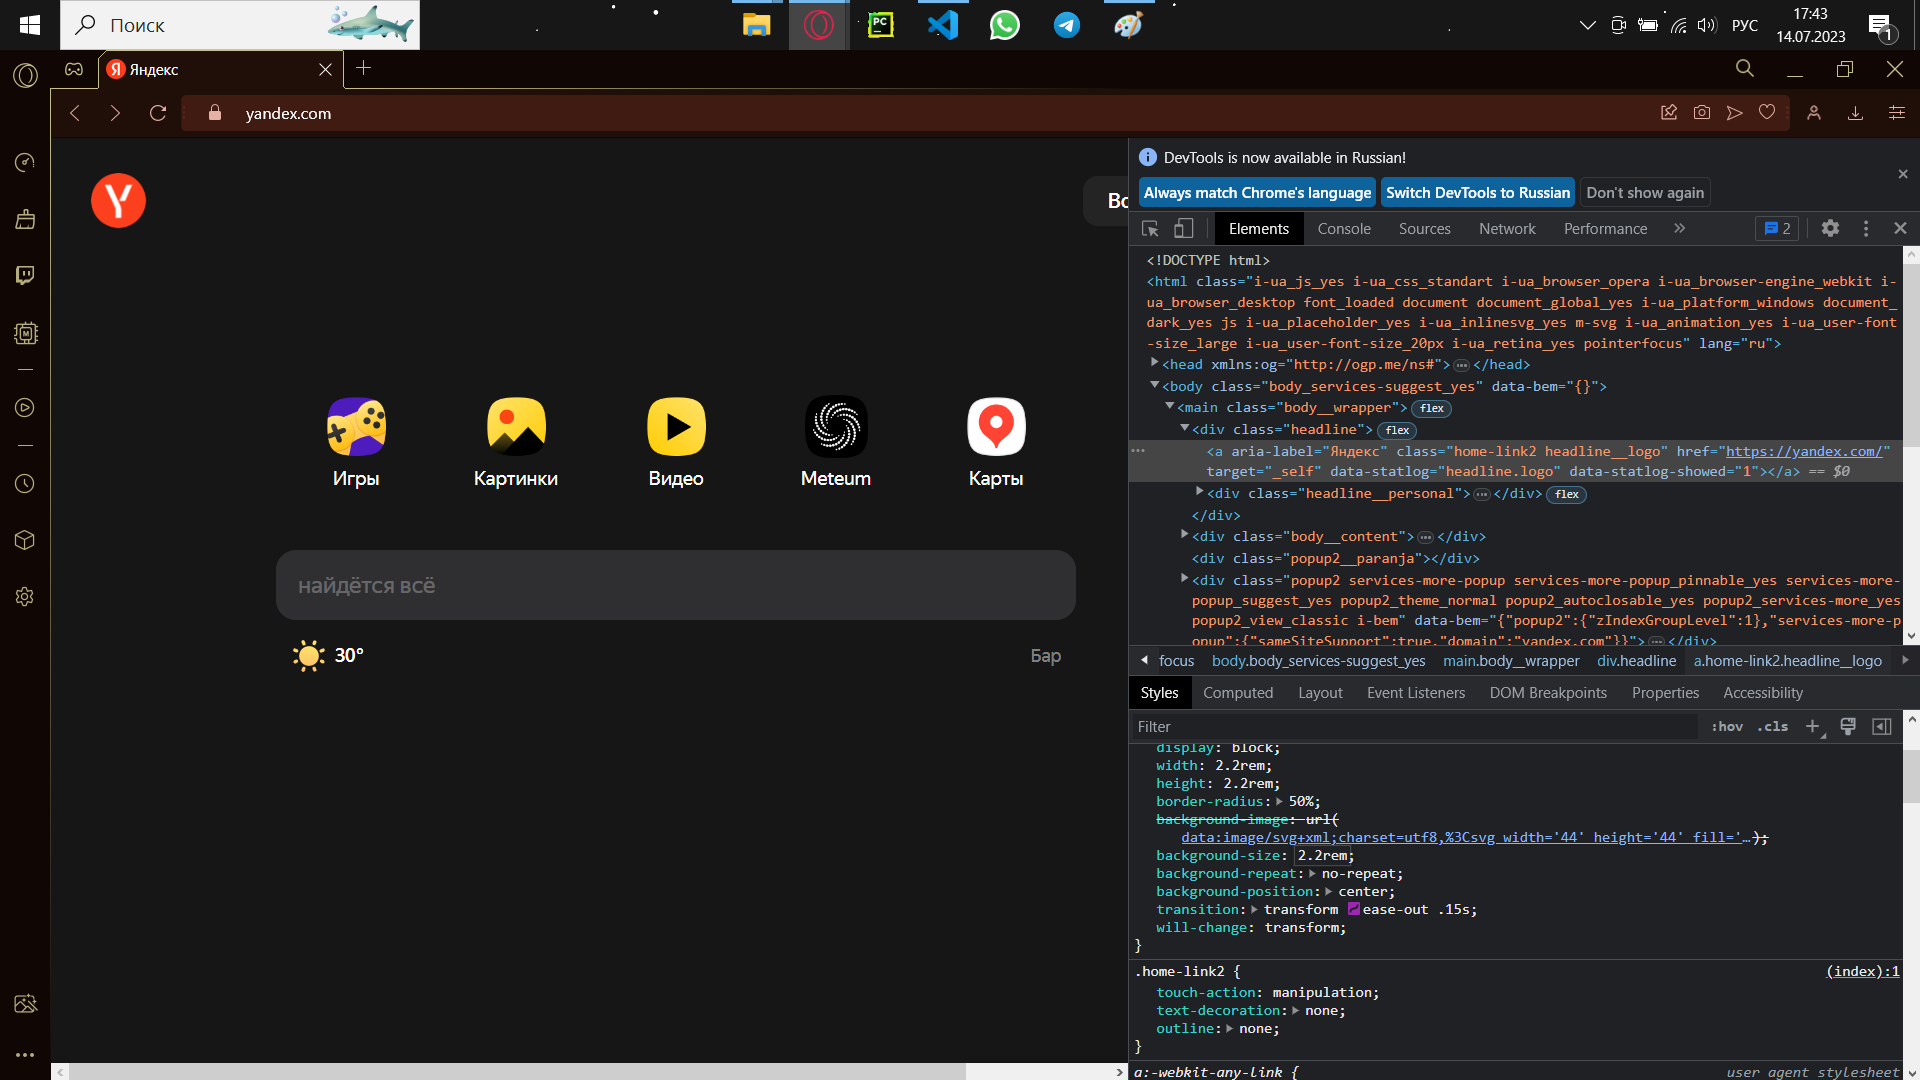 Поиск
PC
РУС
17:43
14.07.2023
1
Я Яндекс
yandex.com
Y
Вс
DevTools is now available in Russian!
Always match Chrome's language
Switch DevTools to Russian
Don't show again
Elements
Console
Sources
Network
Performance
2
<!DOCTYPE html>
<html class="i-ua_js_yes i-ua_css_standart i-ua_browser_opera i-ua_browser-engine_webkit i-
ua_browser_desktop font_loaded document document_global_yes i-ua_platform_windows document_
dark_yes js i-ua_placeholder_yes i-ua_inlinesvg_yes m-svg i-ua_animation_yes i-ua_user-font
-size_large i-ua_user-font-size_20px i-ua_retina_yes pointerfocus" lang="ru">
<head xmlns:og="http://ogp.me/ns#">…</head>
<body class="body_services-suggest_yes" data-bem="{}">
<main class="body__wrapper"> flex
<div class="headline"> flex
<a aria-label="Яндекс" class="home-link2 headline__logo" href="https://yandex.com/"
target="_self" data-statlog="headline.logo" data-statlog-showed="1"></a> == $0
<div class="headline__personal">…</div> flex
</div>
<div class="body__content">…</div>
<div class="popup2__paranja"></div>
<div class="popup2 services-more-popup services-more-popup_pinnable_yes services-more-
popup_suggest_yes popup2_theme_normal popup2_autoclosable_yes popup2_services-more_yes
popup2_view_classic i-bem" data-bem="{"popup2":{"zIndexGroupLevel":1},"services-more-p
opup":{"sameSiteSupport":true,"domain":"yandex.com"}}">…</div>
Игры
Картинки
Видео
Meteum
Карты
найдётся всё
30°
Бар
focus
body.body_services-suggest_yes
main.body__wrapper
div.headline
a.home-link2.headline__logo
Styles
Computed
Layout
Event Listeners
DOM Breakpoints
Properties
Accessibility
Filter
:hov
.cls
display: block;
width: 2.2rem;
height: 2.2rem;
border-radius: 50%;
background-image: url(
data:image/svg+xml;charset=utf8,%3Csvg width='44' height='44' fill='…);
background-size: 2.2rem;
background-repeat: no-repeat;
background-position: center;
transition: transform ease-out .15s;
will-change: transform;
}
.home-link2 {
(index):1
touch-action: manipulation;
text-decoration: none;
outline: none;
}
a:-webkit-any-link {
user agent stylesheet